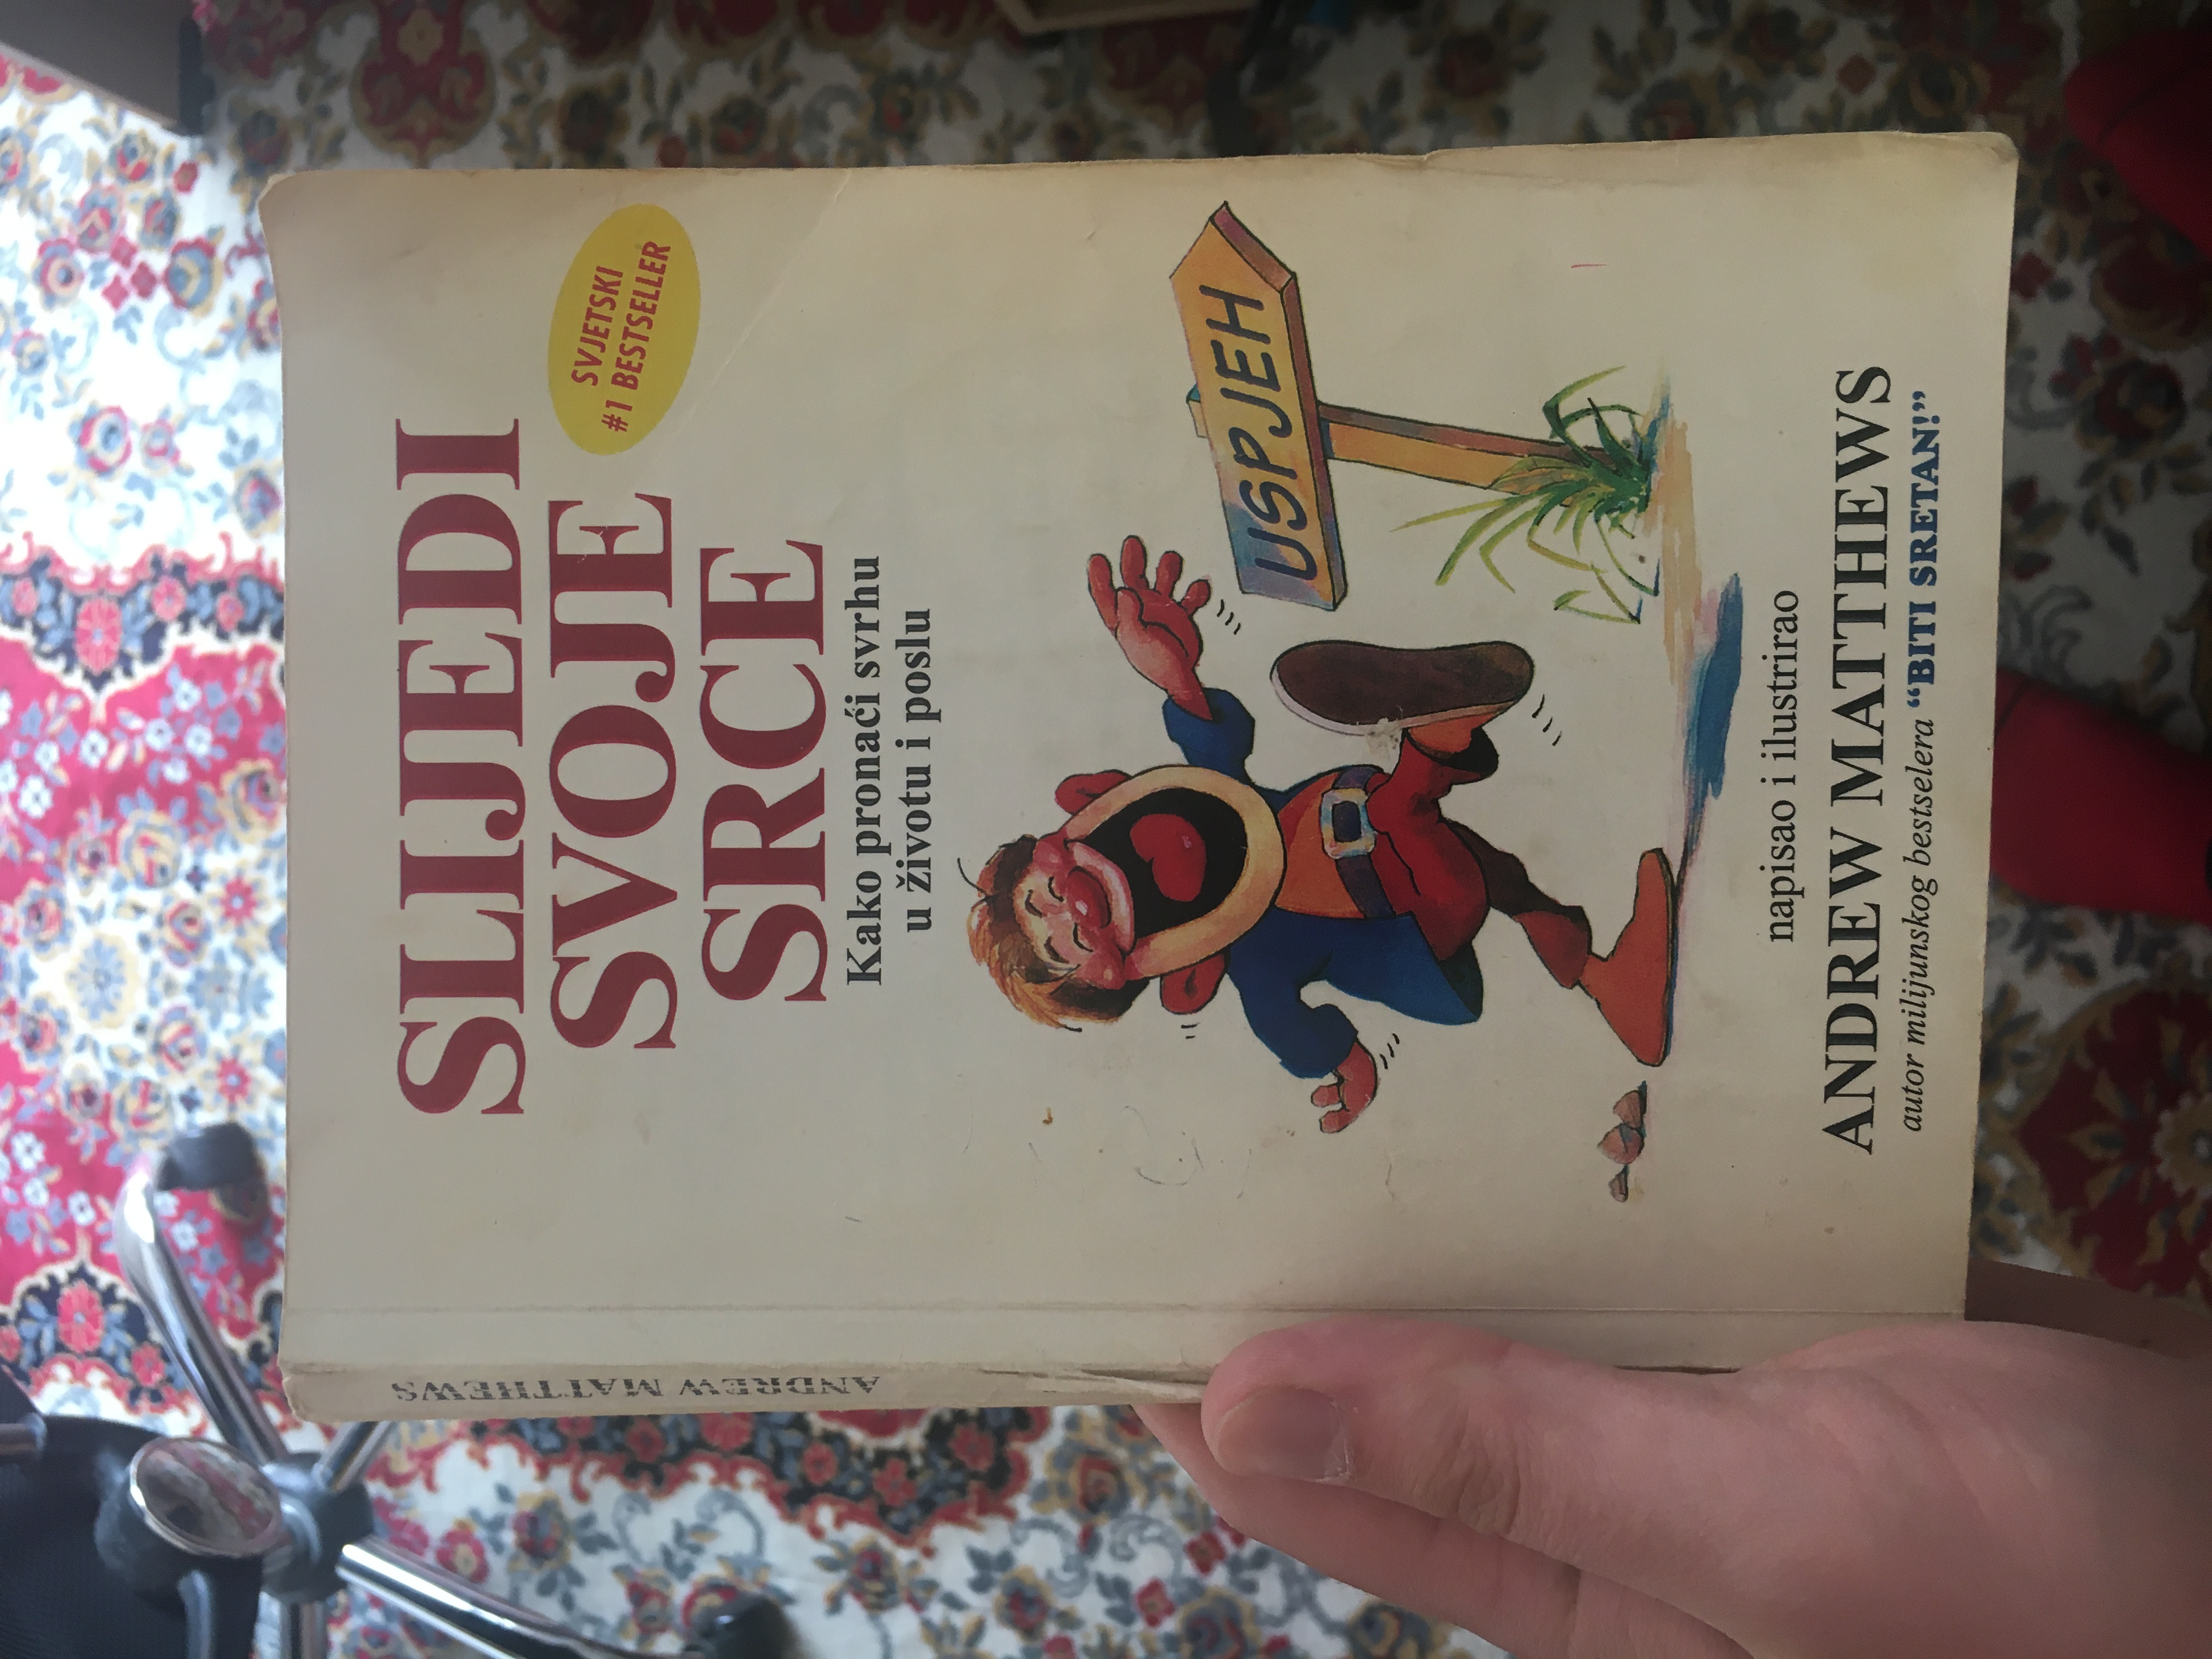 SLIJEDI
SVOJE
SRCE
SVJETSKI
#1 BESTSELLER
Kako pronaći svrhu
u životu i poslu
USPJEH
napisao i ilustrirao
ANDREW MATTHEWS
autor milijunskog bestselera “BITI SRETAN!”
ANDREW MATTHEWS